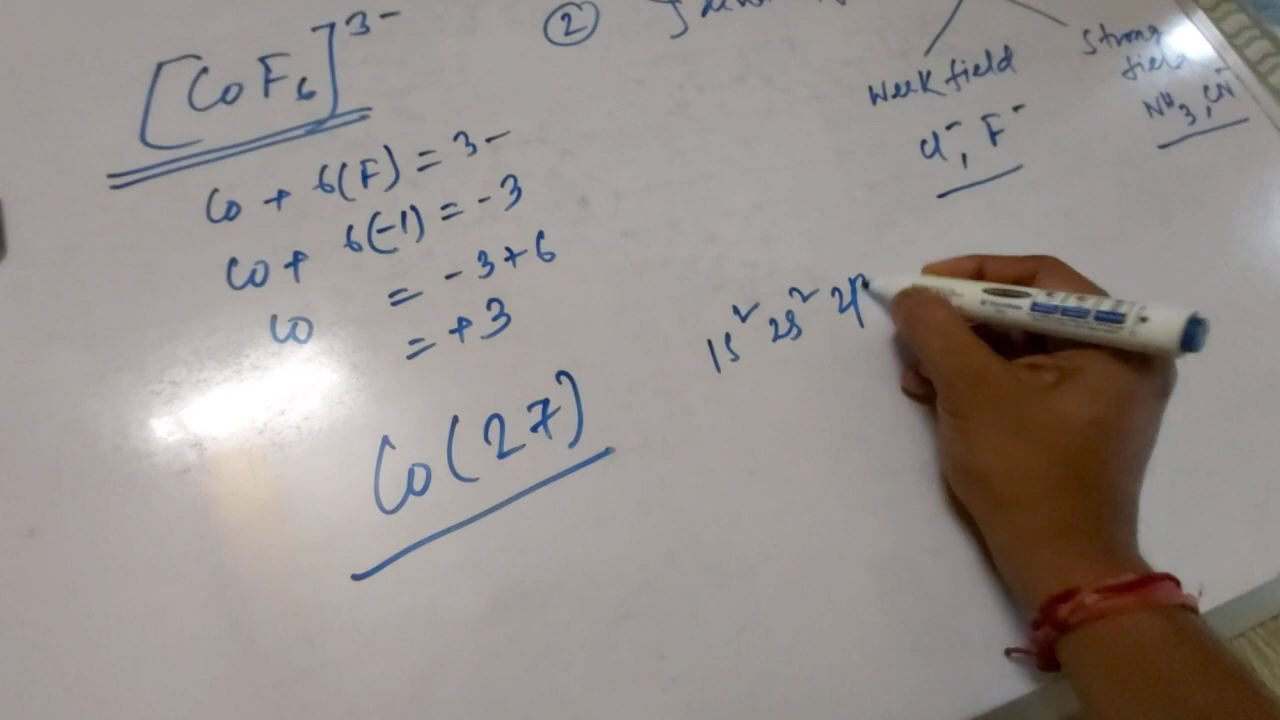 [CoF6]3-
②
Week field
Strong
field
Cl-, F-
NH3, CN-
Co + 6(F) = 3-
Co + 6(-1) = -3
= -3+6
Co = +3
Co(27)
1s2 2s2 2p